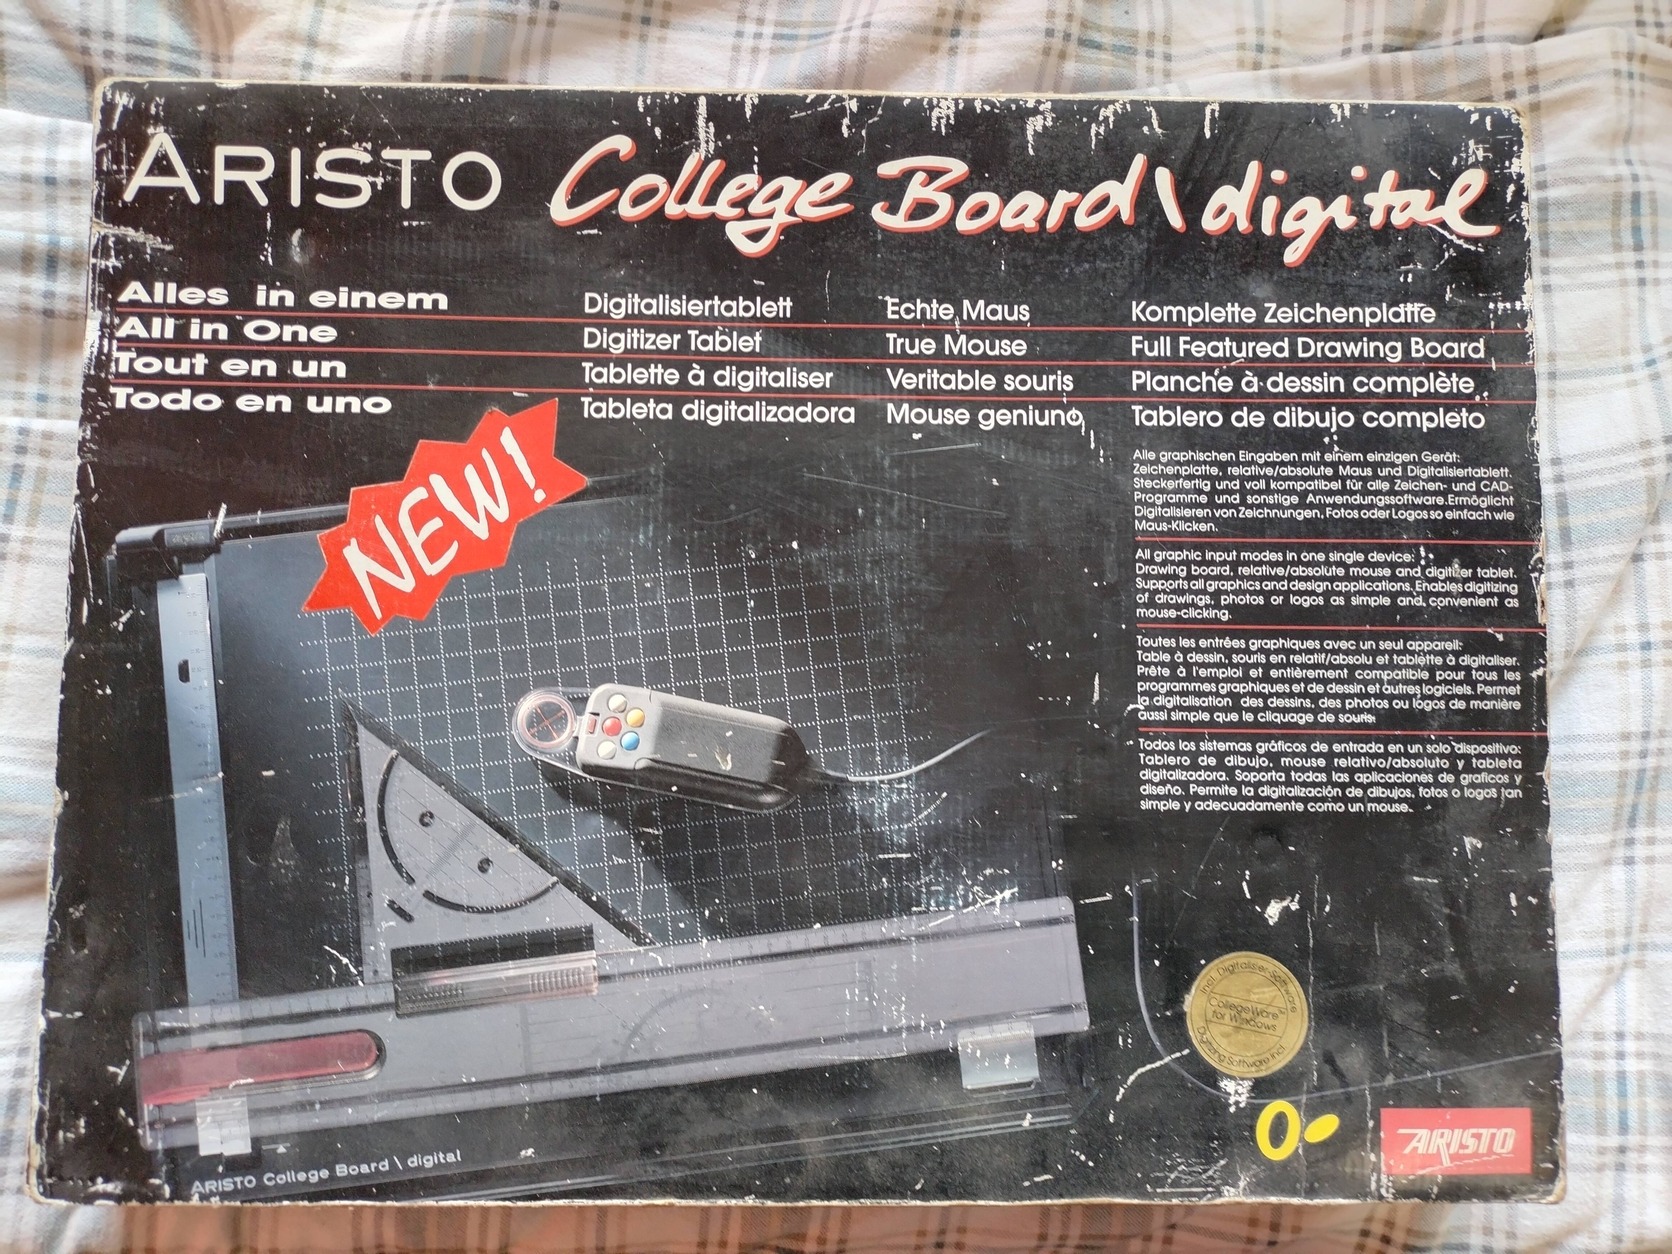 ARISTO College Board \ digital
Alles in einem
All in One
Tout en un
Todo en uno
Digitalisiertablett
Digitizer Tablet
Tablette à digitaliser
Tableta digitalizadora
Echte Maus
True Mouse
Veritable souris
Mouse geniuno
Komplette Zeichenplatte
Full Featured Drawing Board
Planche à dessin complète
Tablero de dibujo completo
NEW!
Alle graphischen Eingaben mit einem einzigen Gerät:
Zeichenplatte, relative/absolute Maus und Digitalisiertablett.
Steckerfertig und voll kompatibel für alle Zeichen- und CAD-
Programme und sonstige Anwendungssoftware.Ermöglicht
Digitalisieren von Zeichnungen, Fotos oder Logos so einfach wie
Maus-Klicken.
All graphic input modes in one single device:
Drawing board, relative/absolute mouse and digitizer tablet.
Supports all graphics and design applications. Enables digitizing
of drawings, photos or logos as simple and convenient as
mouse-clicking.
Toutes les entrées graphiques avec un seul appareil:
Table à dessin, souris en relatif/absolu et tablette à digitaliser.
Prête à l'emploi et entièrement compatible pour tous les
programmes graphiques et de dessin et autres logiciels. Permet
la digitalisation des dessins, des photos ou logos de manière
aussi simple que le cliquage de souris.
Todos los sistemas gráficos de entrada en un solo dispositivo:
Tablero de dibujo, mouse relativo/absoluto y tableta
digitalizadora. Soporta todas las aplicaciones de graficos y
diseño. Permite la digitalización de dibujos, fotos o logos tan
simple y adecuadamente como un mouse.
incl. Digitalisier-Software
CollegeWare™
for Windows
Digitizing Software incl.
0.-
ARISTO
ARISTO College Board \ digital